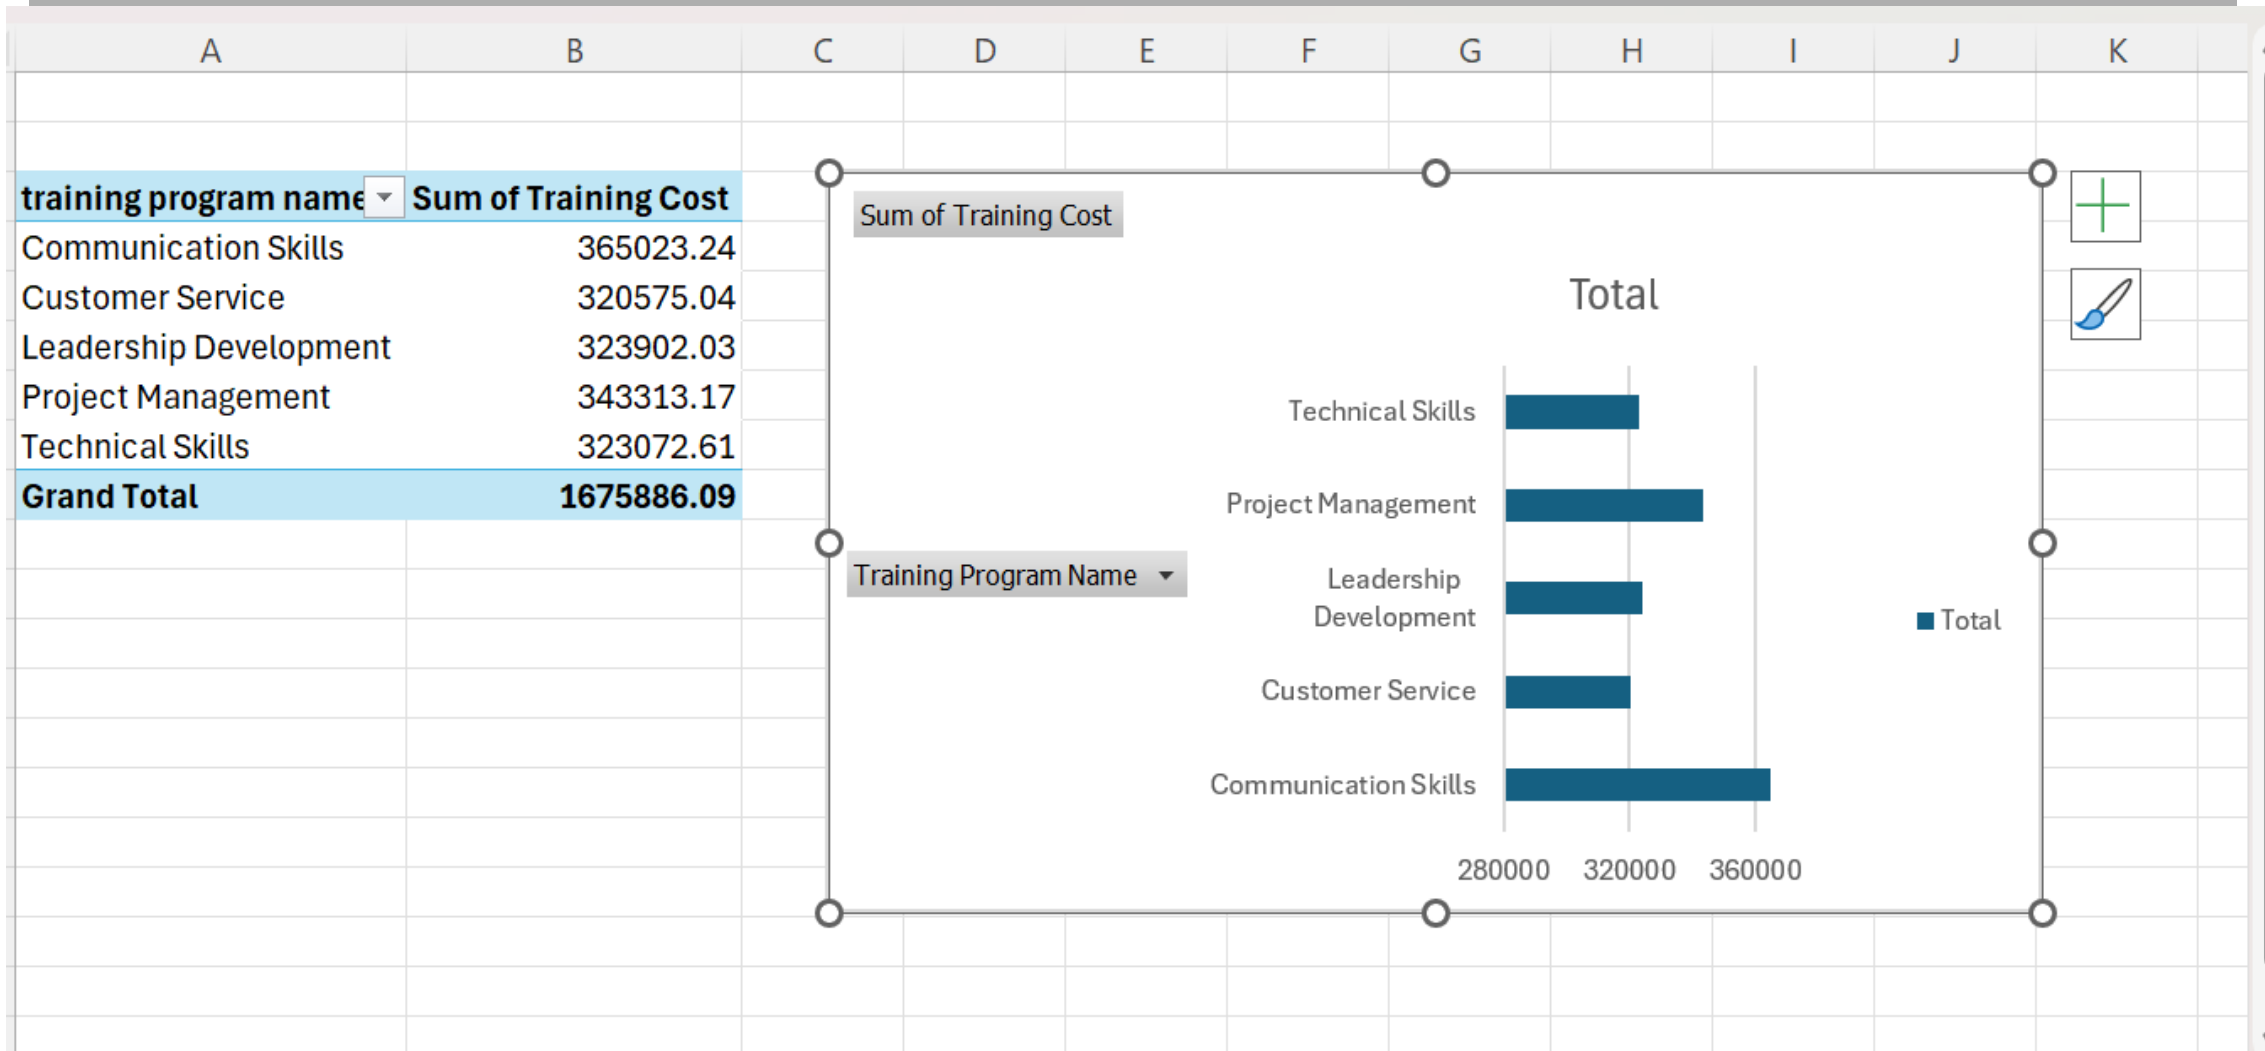 A B C D E F G H I J K
training program name Sum of Training Cost
Communication Skills 365023.24
Customer Service 320575.04
Leadership Development 323902.03
Project Management 343313.17
Technical Skills 323072.61
Grand Total 1675886.09
Sum of Training Cost
Total
Technical Skills
Project Management
Training Program Name
Leadership
Development
Total
Customer Service
Communication Skills
280000 320000 360000